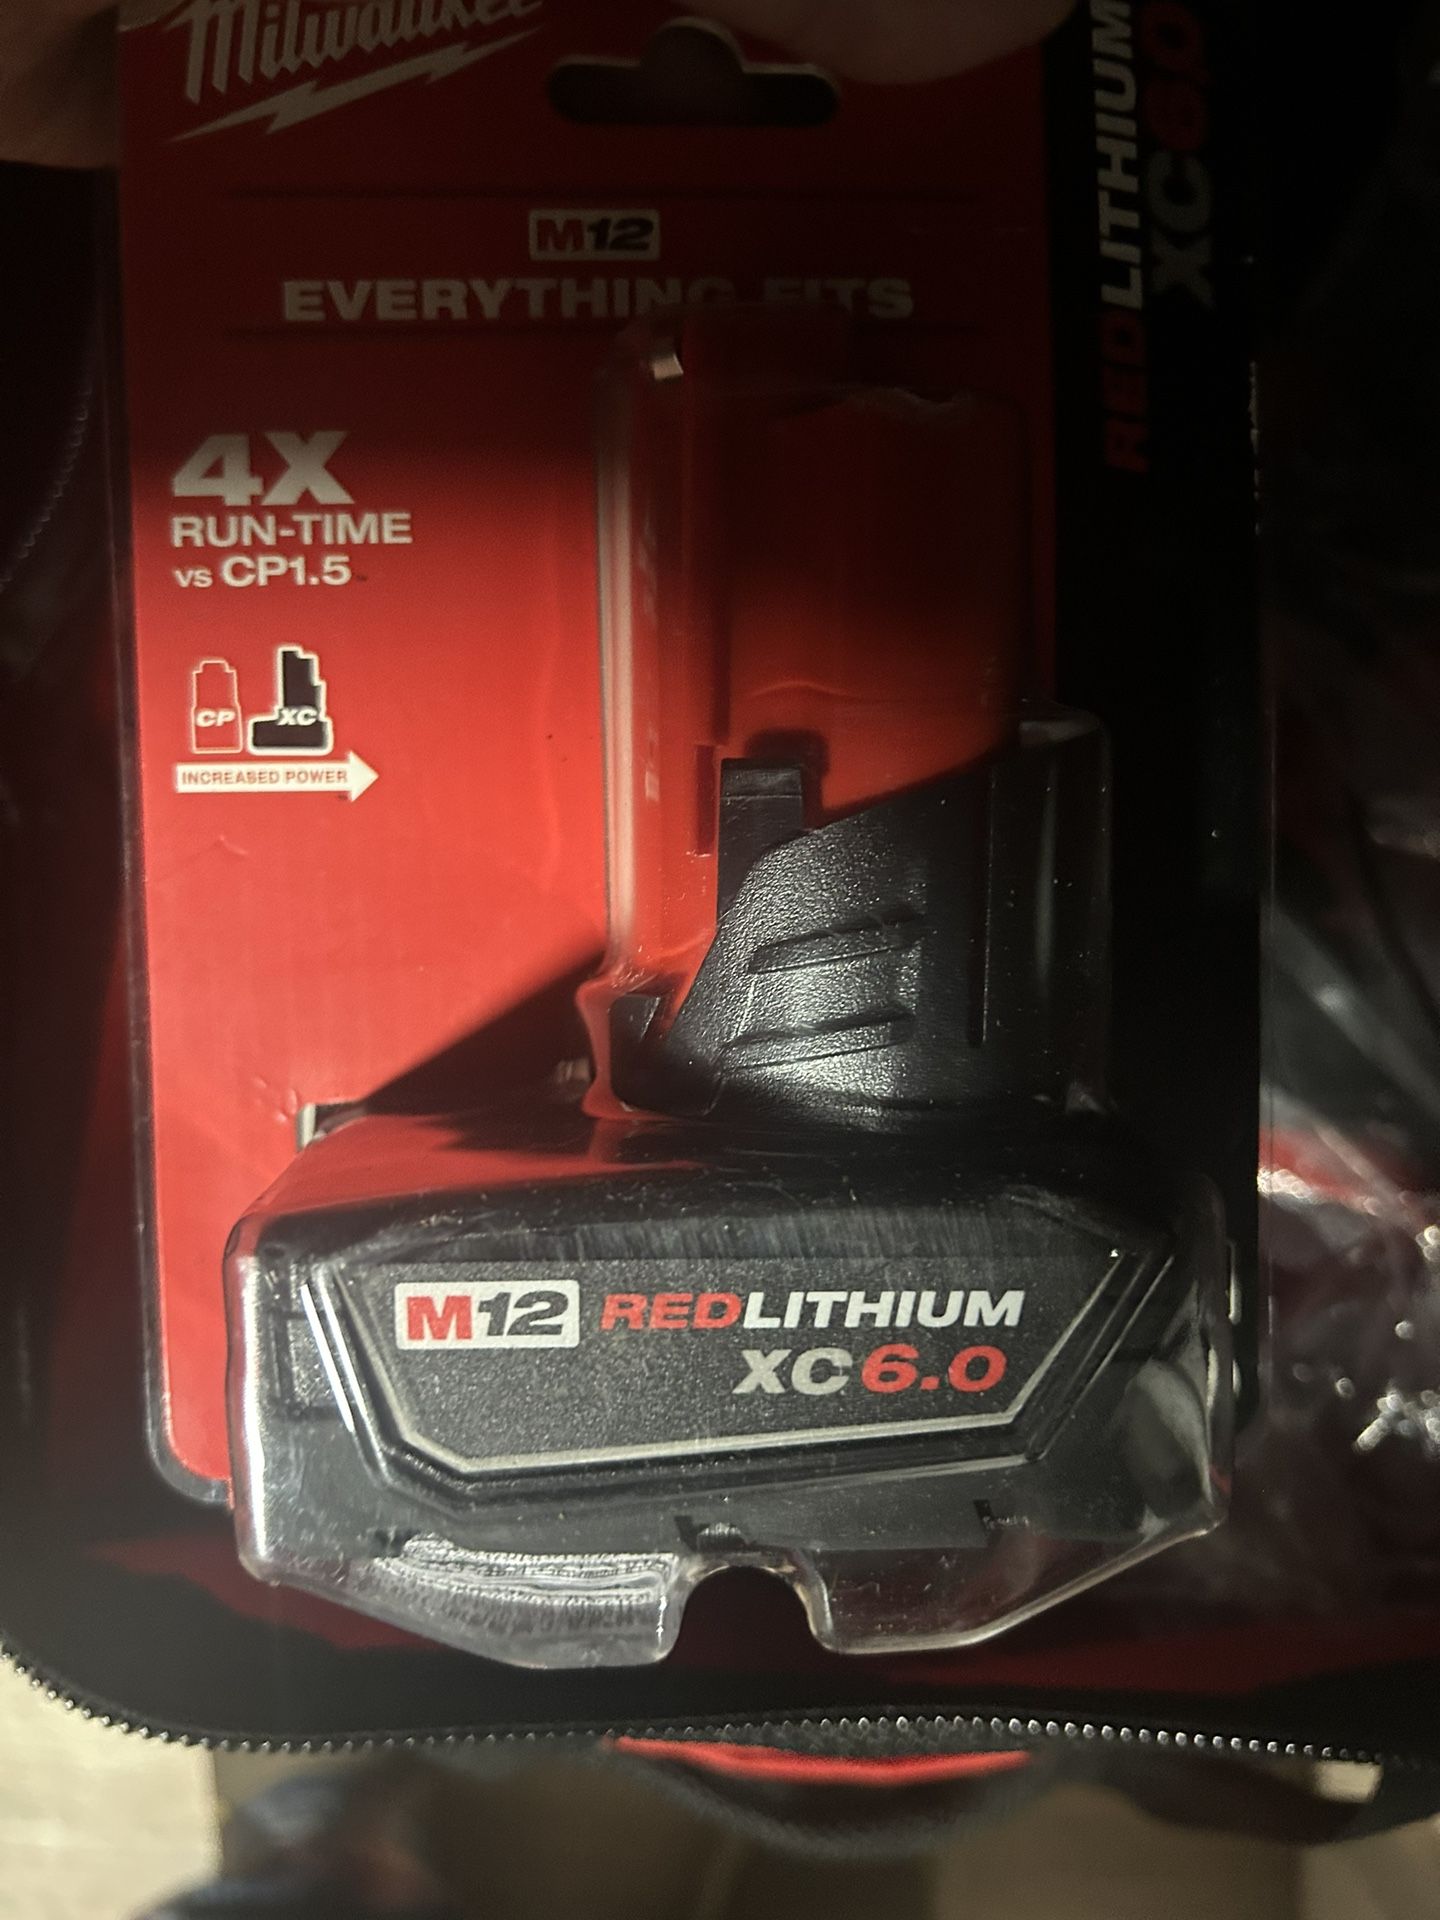 Milwaukee
M12
EVERYTHING FITS
4X
RUN-TIME
VS CP1.5
CP XC
INCREASED POWER
REDLITHIUM
XC6.0
M12 REDLITHIUM
XC6.0